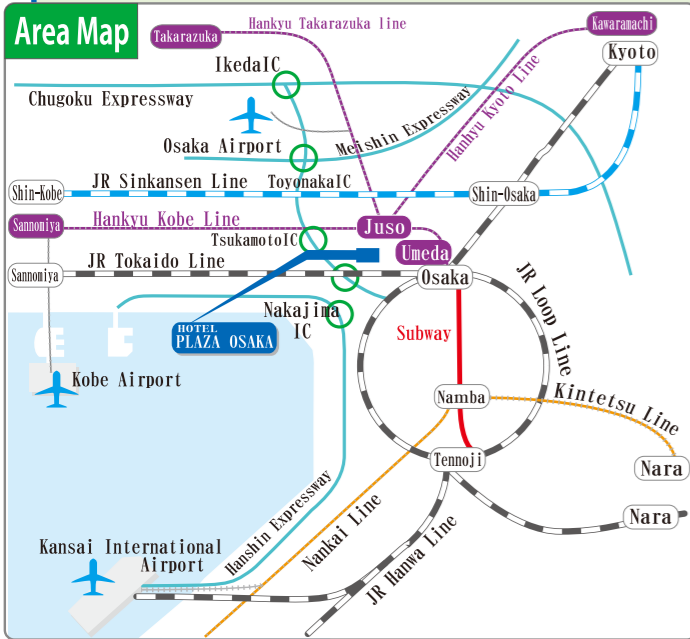 Area Map
Takarazuka
Hankyu Takarazuka line
Kawaramachi
Kyoto
IkedaIC
Chugoku Expressway
Osaka Airport
Meishin Expressway
Hanhyu Kyoto Line
Shin-Kobe
JR Sinkansen Line
ToyonakaIC
Shin-Osaka
Sannomiya
Hankyu Kobe Line
Juso
TsukamotoIC
Umeda
Sannomiya
JR Tokaido Line
Osaka
JR Loop Line
Nakajima
IC
HOTEL
PLAZA OSAKA
Subway
Kobe Airport
Namba
Kintetsu Line
Tennoji
Nara
Nara
Hanshin Expressway
Nankai Line
JR Hanwa Line
Kansai International
Airport